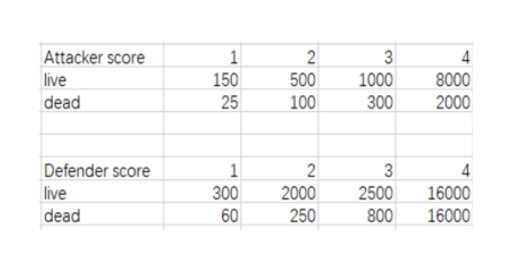 Attacker score 1 2 3 4
live 150 500 1000 8000
dead 25 100 300 2000
Defender score 1 2 3 4
live 300 2000 2500 16000
dead 60 250 800 16000